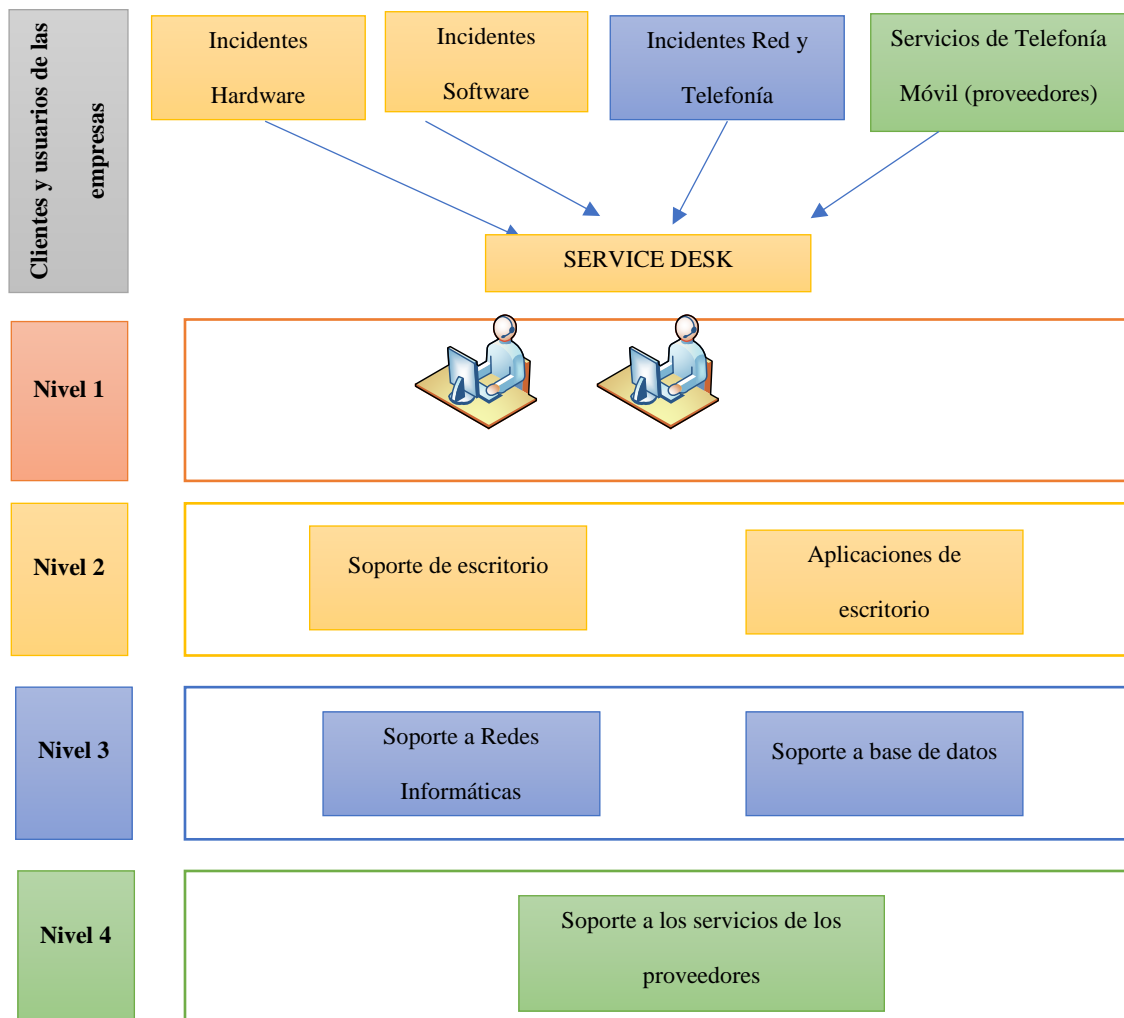 Clientes y usuarios de las
empresas
Incidentes
Hardware
Incidentes
Software
Incidentes Red y
Telefonía
Servicios de Telefonía
Móvil (proveedores)
SERVICE DESK
Nivel 1
Nivel 2
Soporte de escritorio
Aplicaciones de
escritorio
Nivel 3
Soporte a Redes
Informáticas
Soporte a base de datos
Nivel 4
Soporte a los servicios de los
proveedores